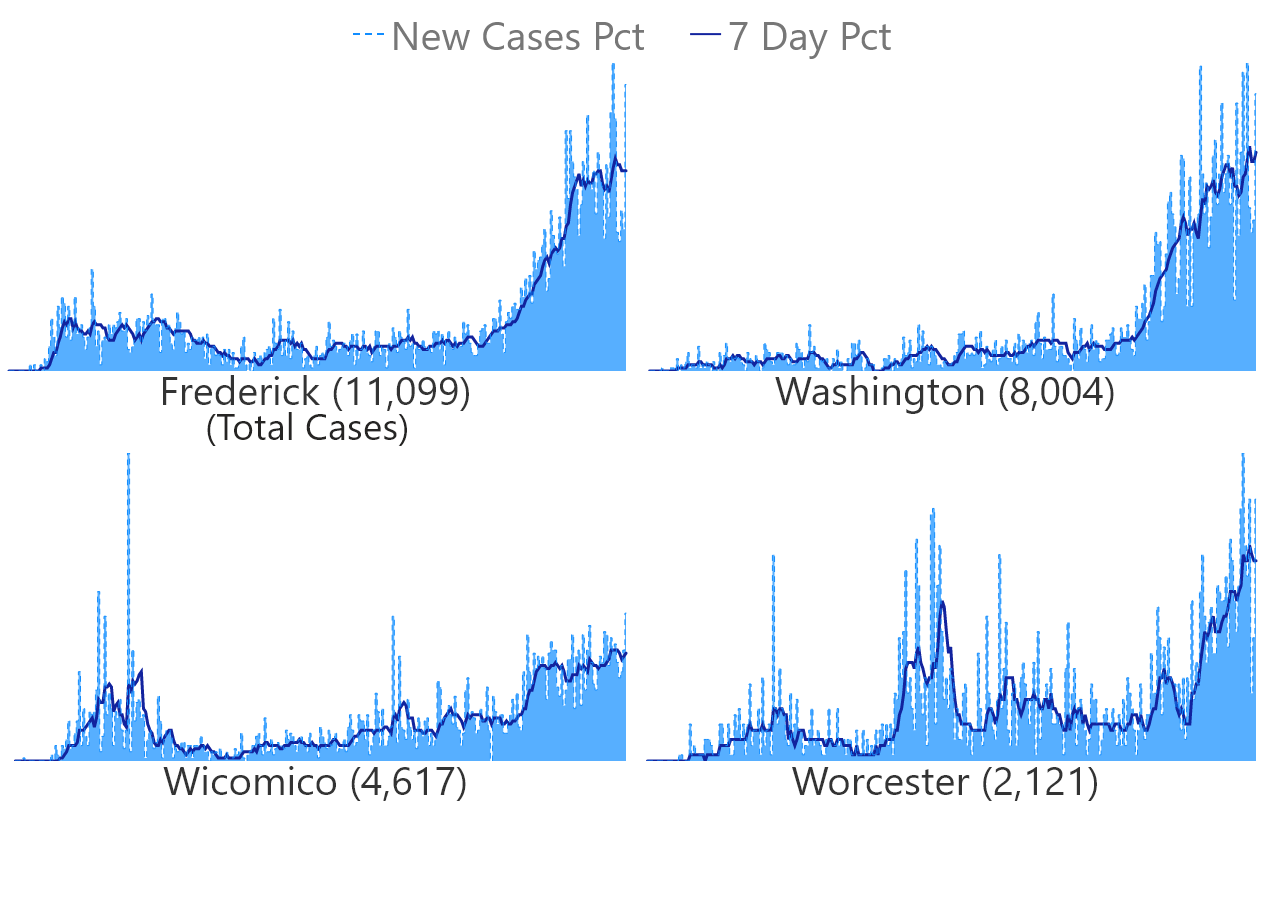 New Cases Pct 7 Day Pct
Frederick (11,099)
(Total Cases)
Washington (8,004)
Wicomico (4,617)
Worcester (2,121)